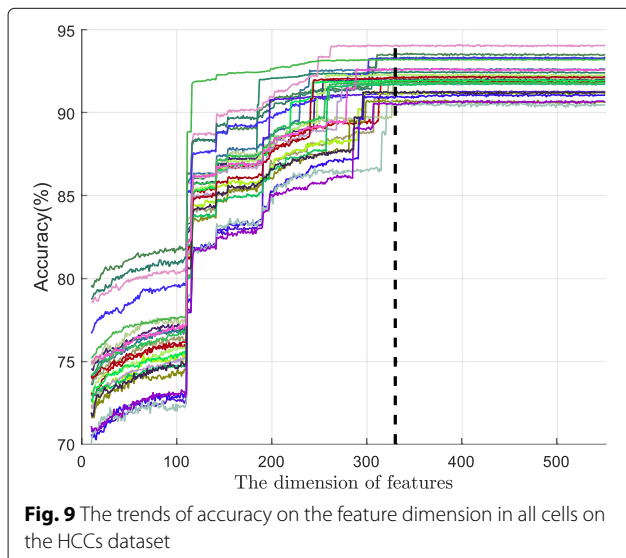 95
90
85
80
75
70
Accuracy(%)
0 100 200 300 400 500
The dimension of features
Fig. 9 The trends of accuracy on the feature dimension in all cells on
the HCCs dataset